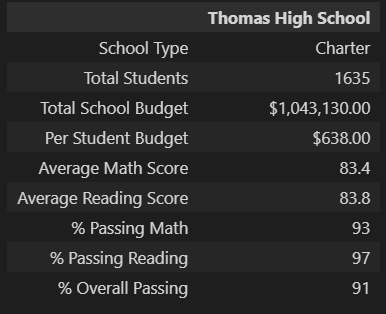 Thomas High School
School Type Charter
Total Students 1635
Total School Budget $1,043,130.00
Per Student Budget $638.00
Average Math Score 83.4
Average Reading Score 83.8
% Passing Math 93
% Passing Reading 97
% Overall Passing 91